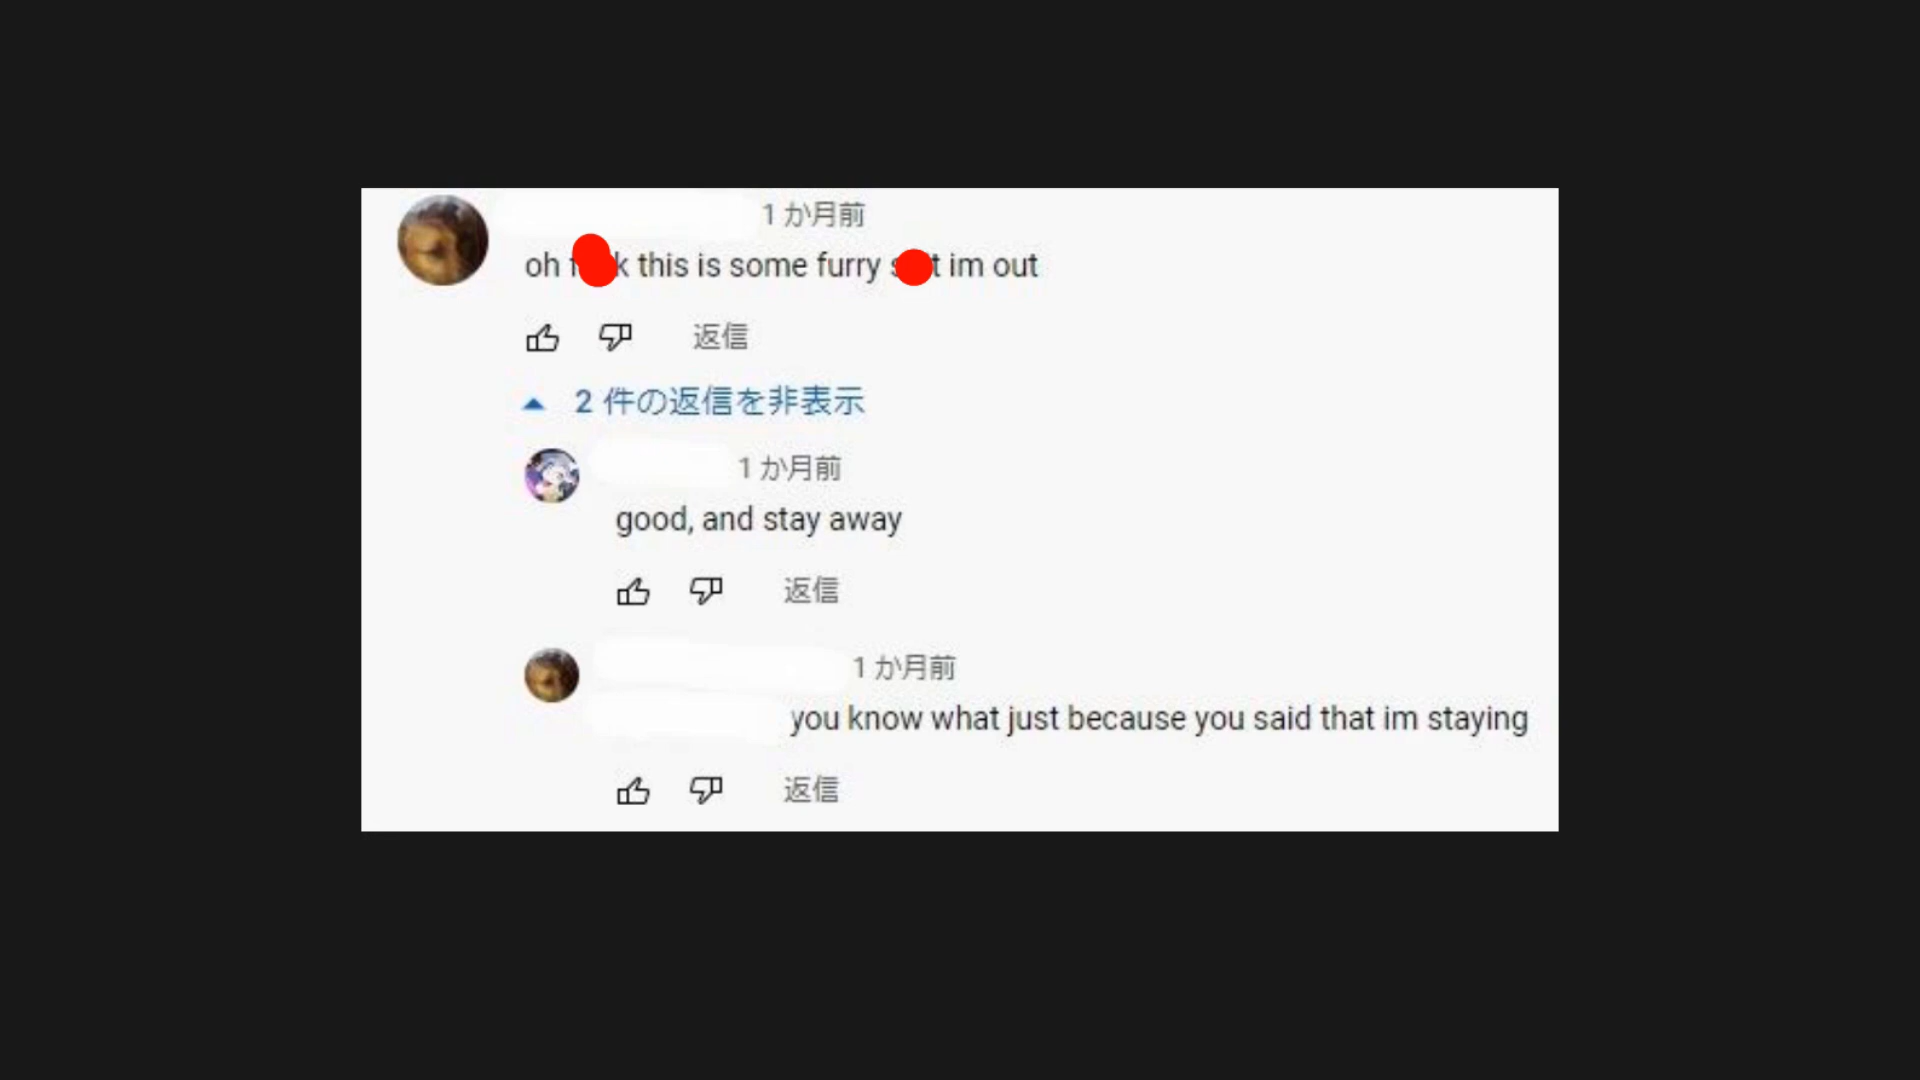 1 か月前
oh this is some furry im out
返信
2 件の返信を非表示
1 か月前
good, and stay away
返信
1 か月前
you know what just because you said that im staying
返信